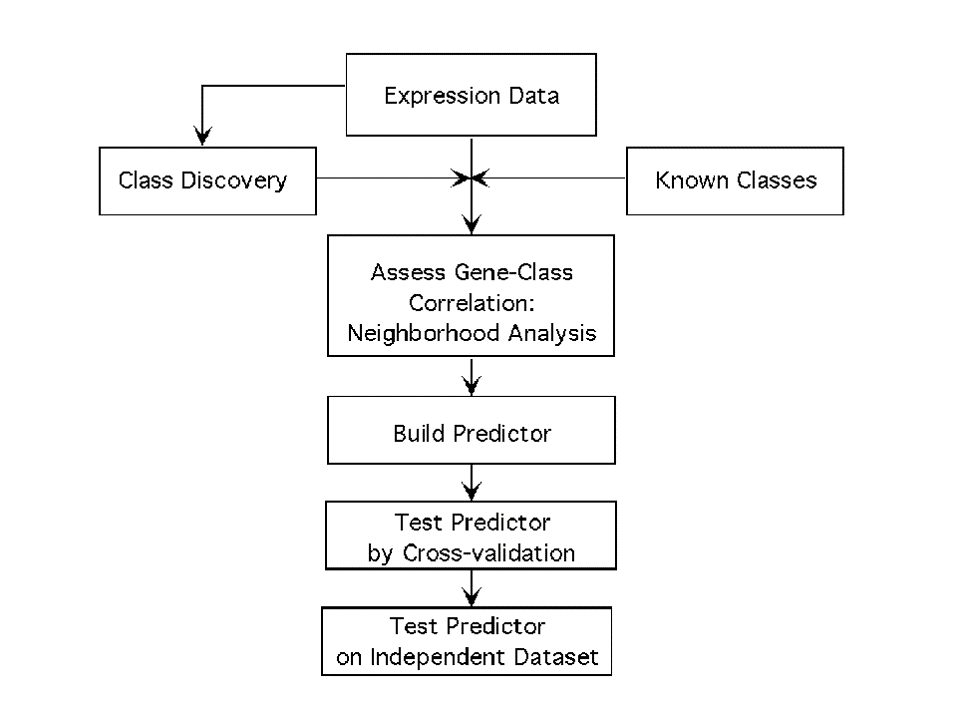 Expression Data
Class Discovery
Known Classes
Assess Gene-Class
Correlation:
Neighborhood Analysis
Build Predictor
Test Predictor
by Cross-validation
Test Predictor
on Independent Dataset